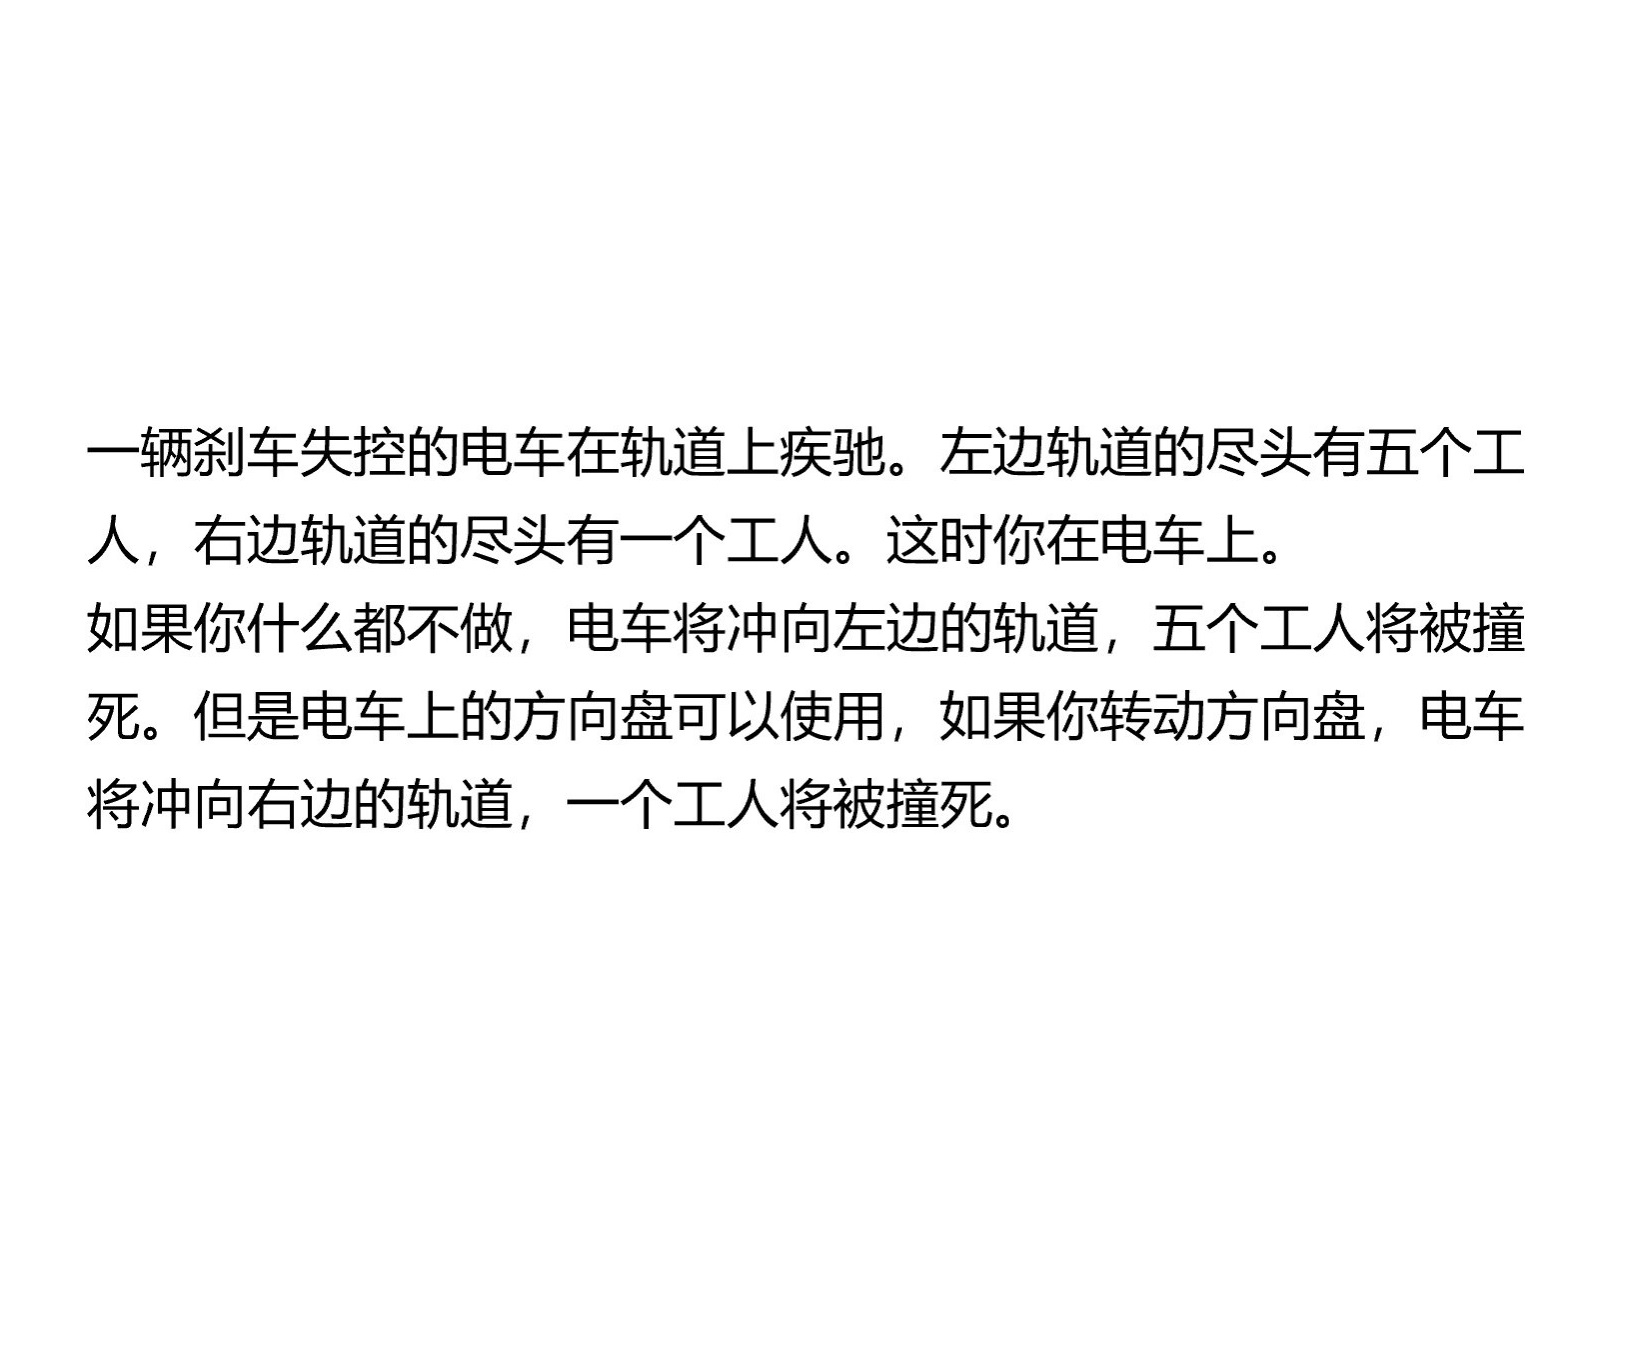 一辆刹车失控的电车在轨道上疾驰。左边轨道的尽头有五个工
人，右边轨道的尽头有一个工人。这时你在电车上。
如果你什么都不做，电车将冲向左边的轨道，五个工人将被撞
死。但是电车上的方向盘可以使用，如果你转动方向盘，电车
将冲向右边的轨道，一个工人将被撞死。